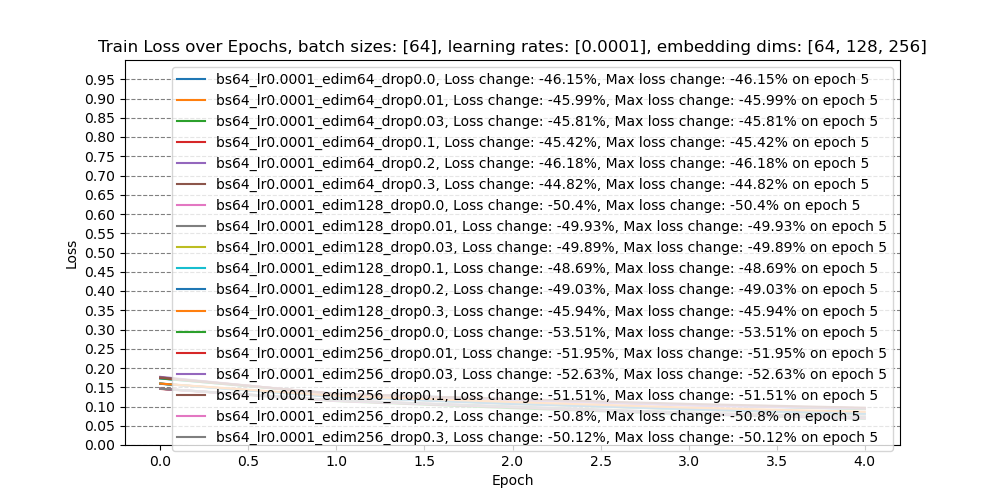 Train Loss over Epochs, batch sizes: [64], learning rates: [0.0001], embedding dims: [64, 128, 256]
Loss
0.95
0.90
0.85
0.80
0.75
0.70
0.65
0.60
0.55
0.50
0.45
0.40
0.35
0.30
0.25
0.20
0.15
0.10
0.05
0.00
bs64_lr0.0001_edim64_drop0.0, Loss change: -46.15%, Max loss change: -46.15% on epoch 5
bs64_lr0.0001_edim64_drop0.01, Loss change: -45.99%, Max loss change: -45.99% on epoch 5
bs64_lr0.0001_edim64_drop0.03, Loss change: -45.81%, Max loss change: -45.81% on epoch 5
bs64_lr0.0001_edim64_drop0.1, Loss change: -45.42%, Max loss change: -45.42% on epoch 5
bs64_lr0.0001_edim64_drop0.2, Loss change: -46.18%, Max loss change: -46.18% on epoch 5
bs64_lr0.0001_edim64_drop0.3, Loss change: -44.82%, Max loss change: -44.82% on epoch 5
bs64_lr0.0001_edim128_drop0.0, Loss change: -50.4%, Max loss change: -50.4% on epoch 5
bs64_lr0.0001_edim128_drop0.01, Loss change: -49.93%, Max loss change: -49.93% on epoch 5
bs64_lr0.0001_edim128_drop0.03, Loss change: -49.89%, Max loss change: -49.89% on epoch 5
bs64_lr0.0001_edim128_drop0.1, Loss change: -48.69%, Max loss change: -48.69% on epoch 5
bs64_lr0.0001_edim128_drop0.2, Loss change: -49.03%, Max loss change: -49.03% on epoch 5
bs64_lr0.0001_edim128_drop0.3, Loss change: -45.94%, Max loss change: -45.94% on epoch 5
bs64_lr0.0001_edim256_drop0.0, Loss change: -53.51%, Max loss change: -53.51% on epoch 5
bs64_lr0.0001_edim256_drop0.01, Loss change: -51.95%, Max loss change: -51.95% on epoch 5
bs64_lr0.0001_edim256_drop0.03, Loss change: -52.63%, Max loss change: -52.63% on epoch 5
bs64_lr0.0001_edim256_drop0.1, Loss change: -51.51%, Max loss change: -51.51% on epoch 5
bs64_lr0.0001_edim256_drop0.2, Loss change: -50.8%, Max loss change: -50.8% on epoch 5
bs64_lr0.0001_edim256_drop0.3, Loss change: -50.12%, Max loss change: -50.12% on epoch 5
0.0 0.5 1.0 1.5 2.0 2.5 3.0 3.5 4.0
Epoch